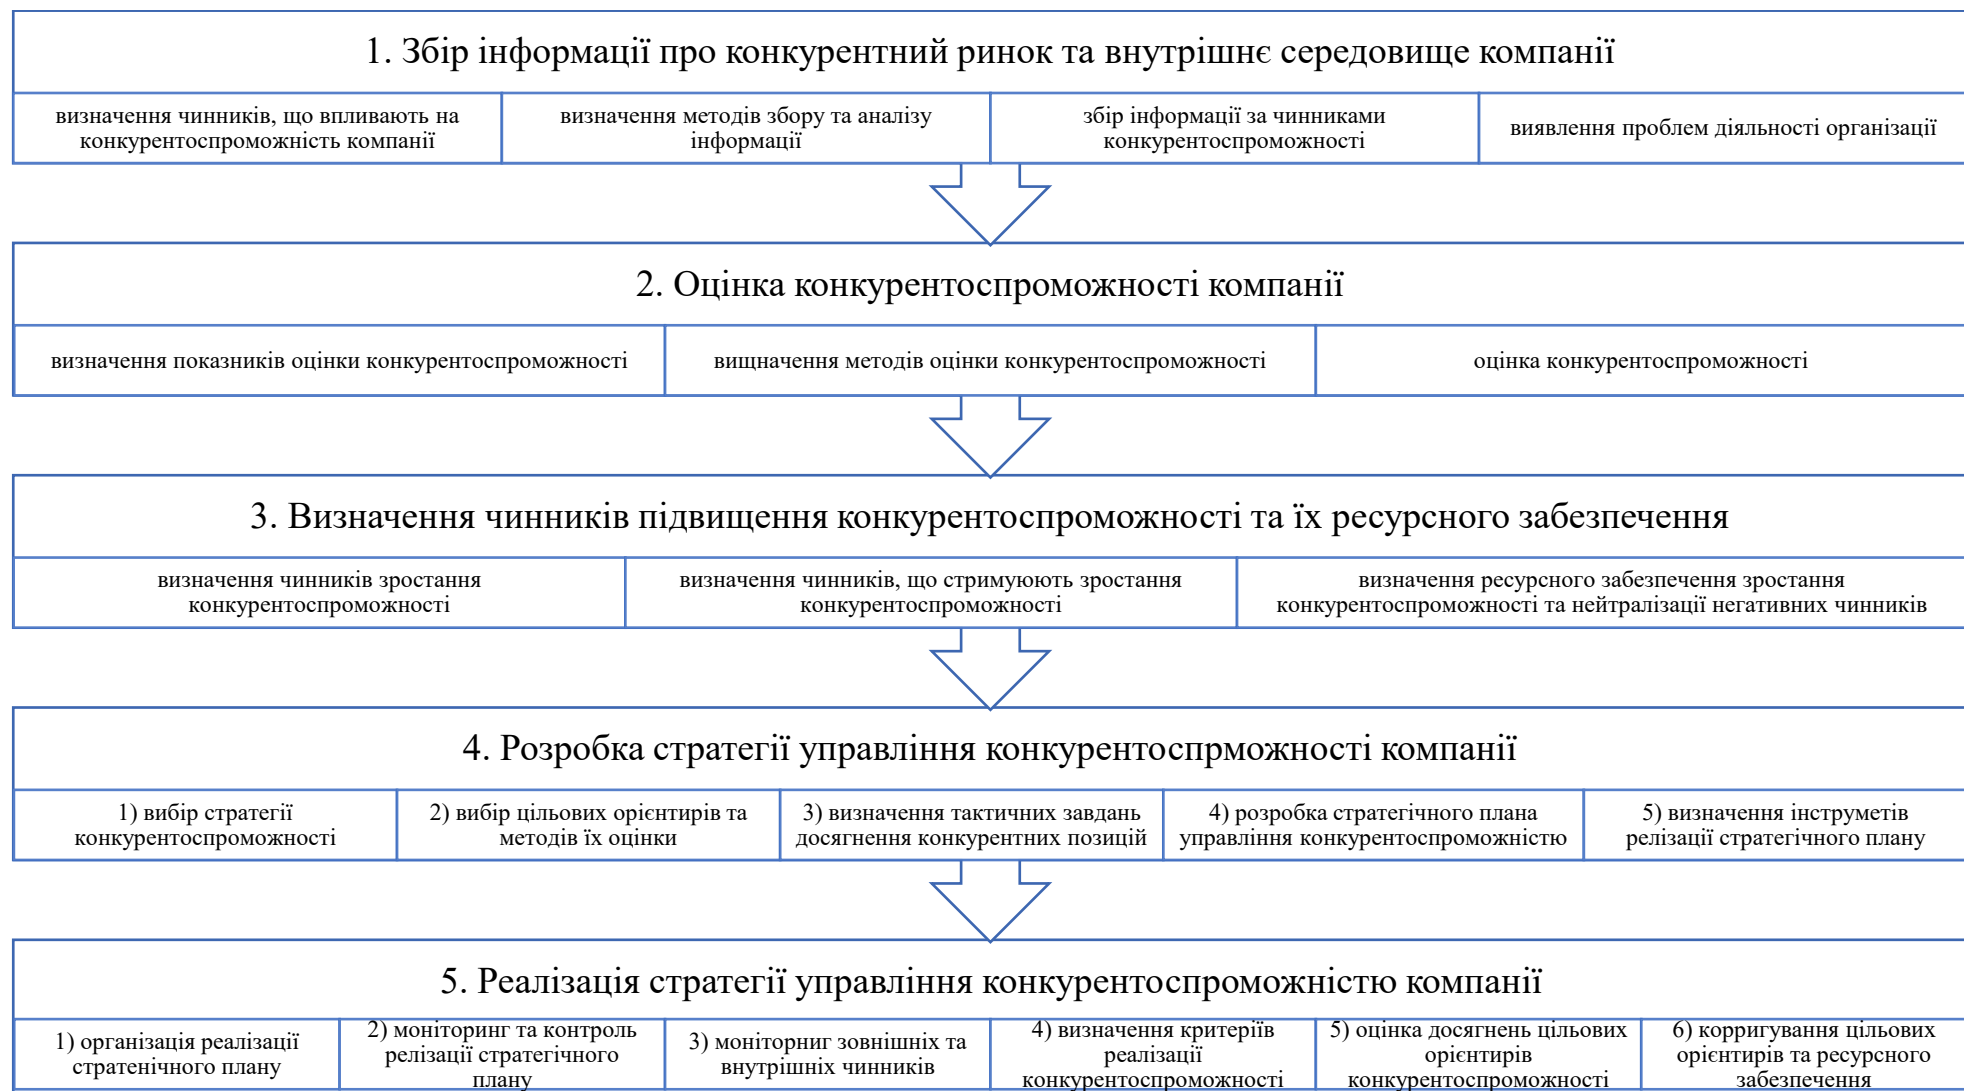 1. Збір інформації про конкурентний ринок та внутрішнє середовище компанії
визначення чинників, що впливають на
конкурентоспроможність компанії
визначення методів збору та аналізу
інформації
збір інформації за чинниками
конкурентоспроможності
виявлення проблем діяльності організації
2. Оцінка конкурентоспроможності компанії
визначення показників оцінки конкурентоспроможності
вищначення методів оцінки конкурентоспроможності
оцінка конкурентоспроможності
3. Визначення чинників підвищення конкурентоспроможності та їх ресурсного забезпечення
визначення чинників зростання
конкурентоспроможності
визначення чинників, що стримуюють зростання
конкурентоспроможності
визначення ресурсного забезпечення зростання
конкурентоспроможності та нейтралізації негативних чинників
4. Розробка стратегії управління конкурентоспрможності компанії
1) вибір стратегії
конкурентоспроможності
2) вибір цільових орієнтирів та
методів їх оцінки
3) визначення тактичних завдань
досягнення конкурентних позицій
4) розробка стратегічного плана
управління конкурентоспроможністю
5) визначення інструметів
релізації стратегічного плану
5. Реалізація стратегії управління конкурентоспроможністю компанії
1) організація реалізації
стратенічного плану
2) моніторинг та контроль
релізації стратегічного
плану
3) моніторниг зовнішніх та
внутрішніх чинників
4) визначення критеріїв
реалізації
конкурентоспроможності
5) оцінка досягнень цільових
орієнтирів
конкурентоспроможності
6) корригування цільових
орієнтирів та ресурсного
забезпечення